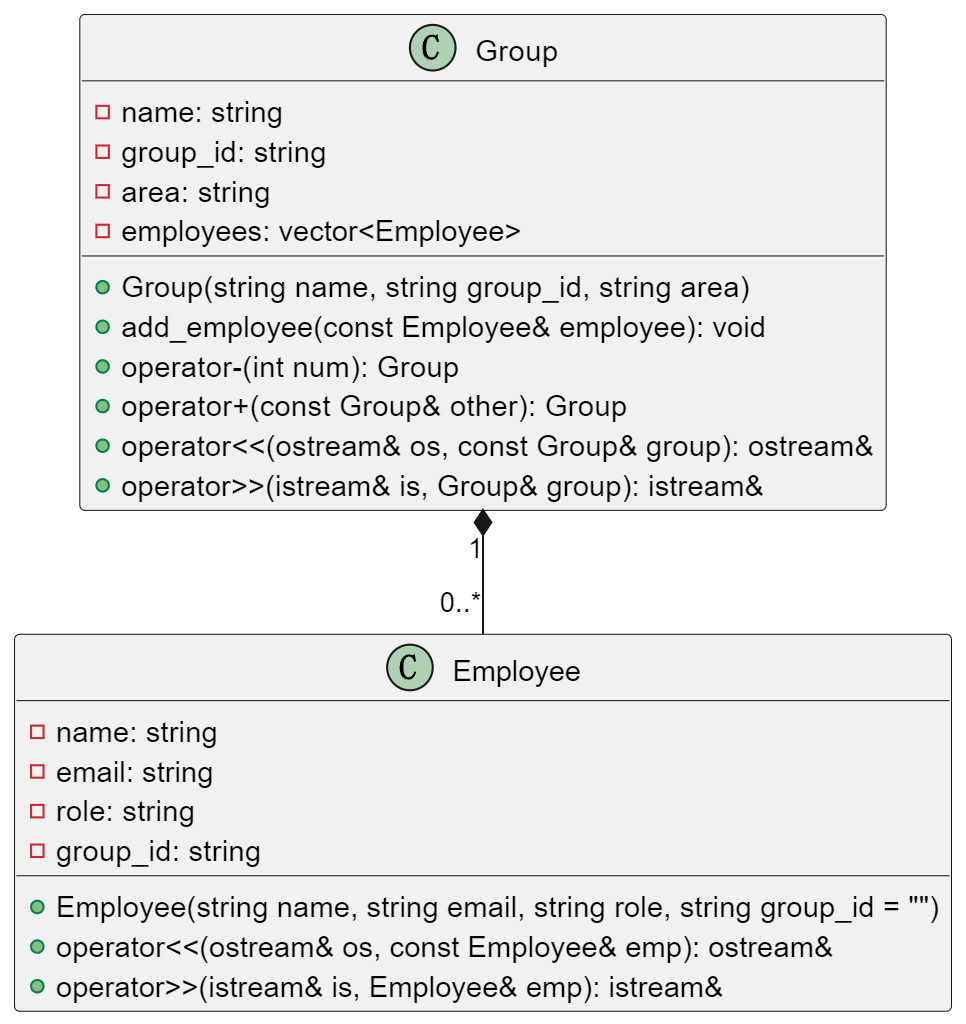 C Group
name: string
group_id: string
area: string
employees: vector<Employee>
Group(string name, string group_id, string area)
add_employee(const Employee& employee): void
operator-(int num): Group
operator+(const Group& other): Group
operator<<(ostream& os, const Group& group): ostream&
operator>>(istream& is, Group& group): istream&
1
0..*
C Employee
name: string
email: string
role: string
group_id: string
Employee(string name, string email, string role, string group_id = "")
operator<<(ostream& os, const Employee& emp): ostream&
operator>>(istream& is, Employee& emp): istream&